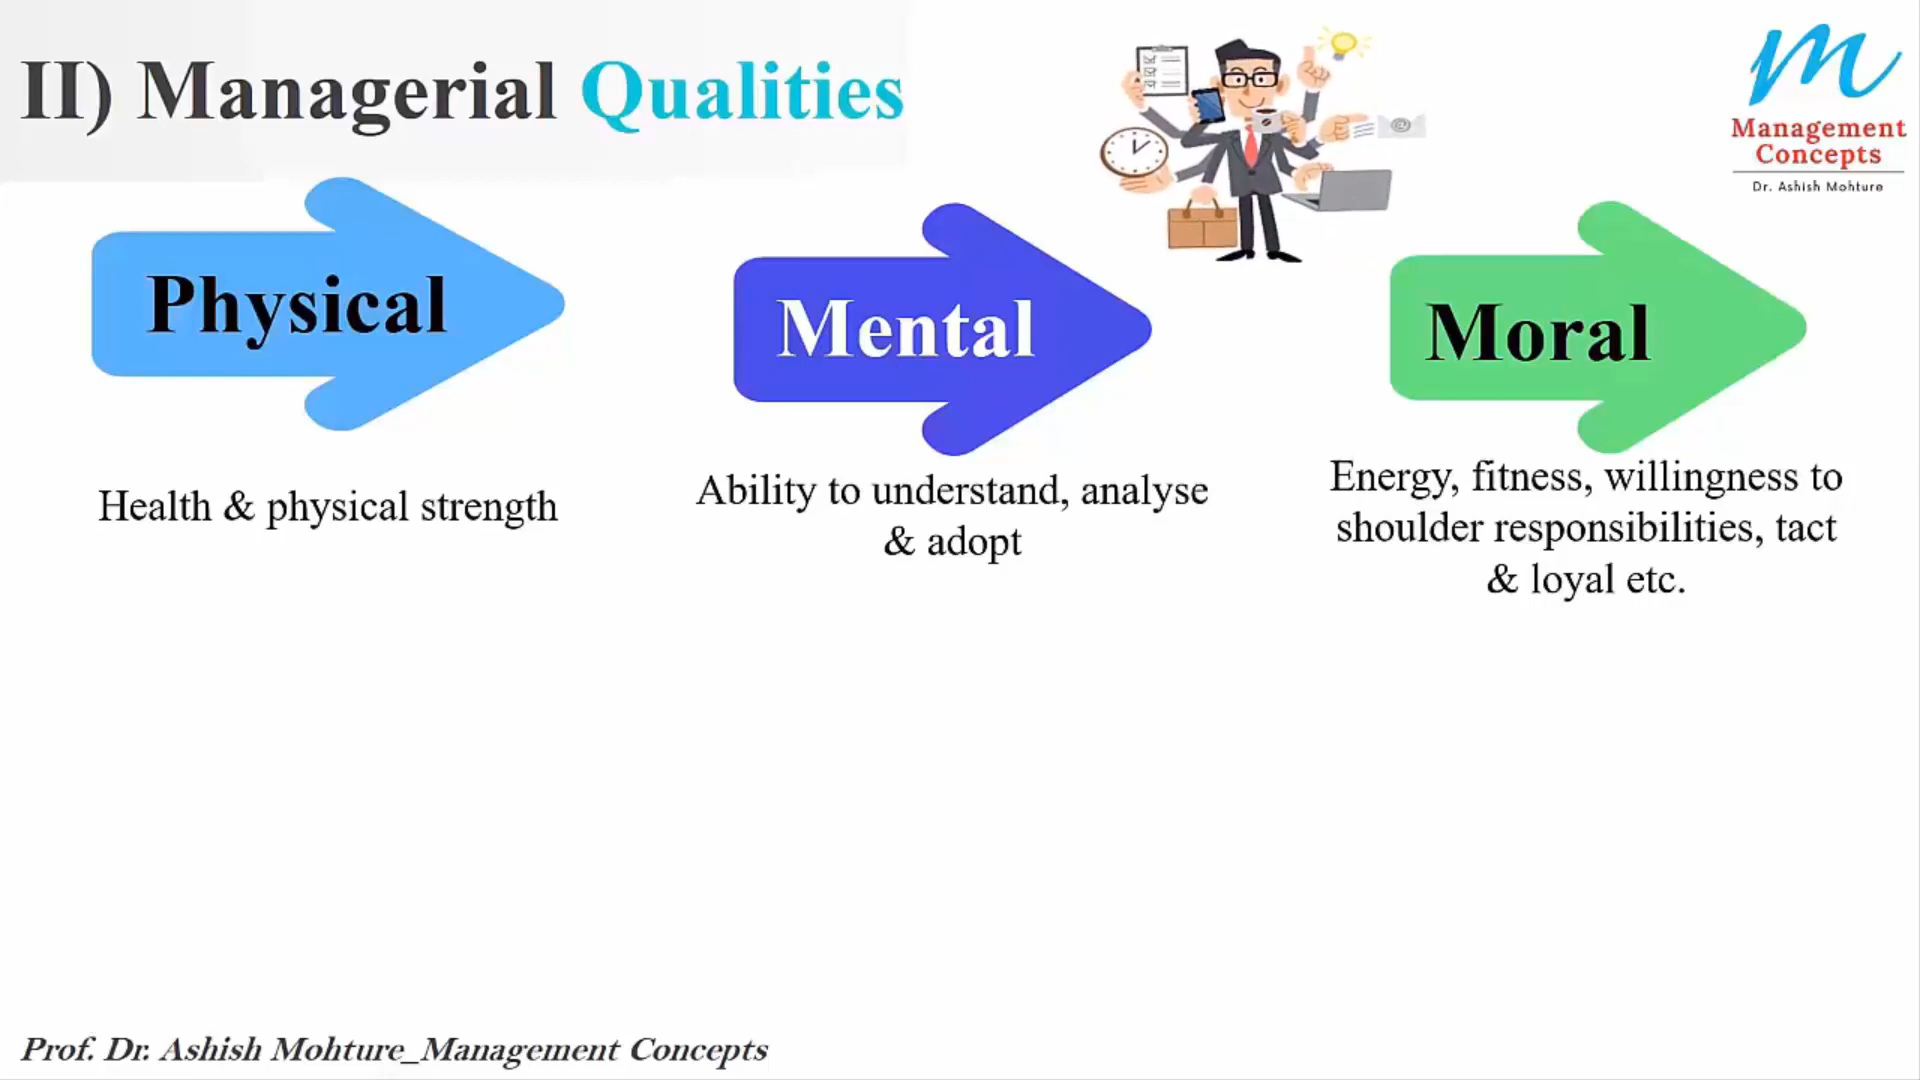 II) Managerial Qualities
Management
Concepts
Dr. Ashish Mohture
Physical
Mental
Moral
Health & physical strength
Ability to understand, analyse
& adopt
Energy, fitness, willingness to
shoulder responsibilities, tact
& loyal etc.
Prof. Dr. Ashish Mohture_Management Concepts